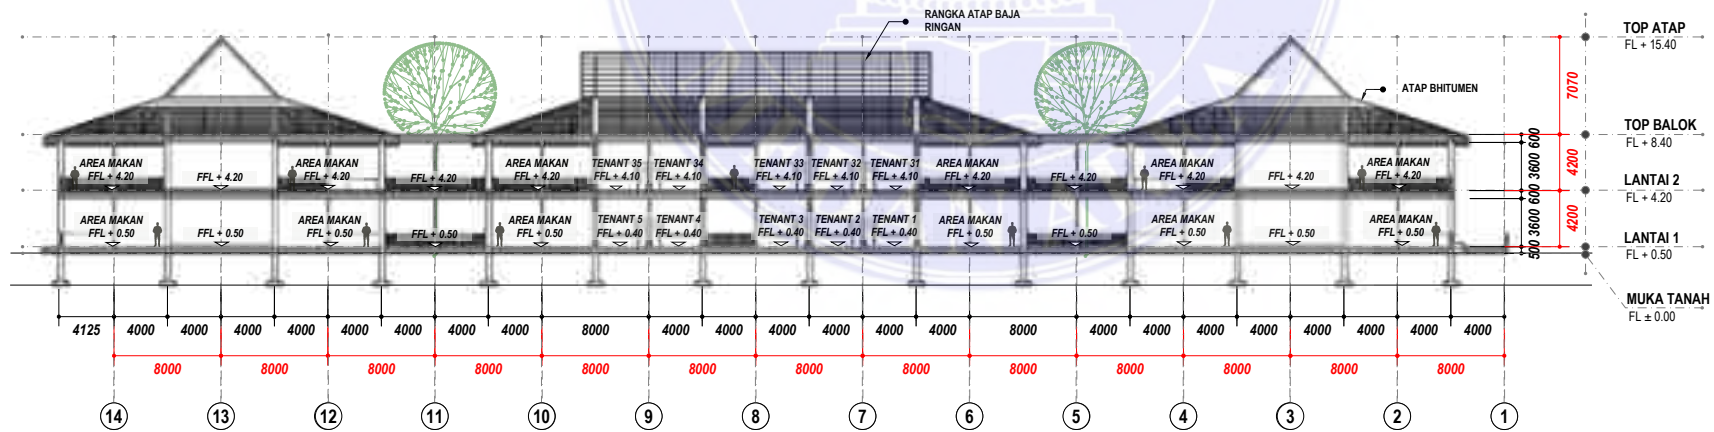 RANGKA ATAP BAJA
RINGAN
TOP ATAP
FL + 15.40
7070
ATAP BHITUMEN
TOP BALOK
FL + 8.40
600
AREA MAKAN
FFL + 4.20
FFL + 4.20
AREA MAKAN
FFL + 4.20
FFL + 4.20
AREA MAKAN
FFL + 4.20
TENANT 35
FFL + 4.10
TENANT 34
FFL + 4.10
TENANT 33
FFL + 4.10
TENANT 32
FFL + 4.10
TENANT 31
FFL + 4.10
AREA MAKAN
FFL + 4.20
FFL + 4.20
AREA MAKAN
FFL + 4.20
FFL + 4.20
AREA MAKAN
FFL + 4.20
3600
4200
LANTAI 2
FL + 4.20
600
AREA MAKAN
FFL + 0.50
FFL + 0.50
AREA MAKAN
FFL + 0.50
FFL + 0.50
AREA MAKAN
FFL + 0.50
TENANT 5
FFL + 0.40
TENANT 4
FFL + 0.40
TENANT 3
FFL + 0.40
TENANT 2
FFL + 0.40
TENANT 1
FFL + 0.40
AREA MAKAN
FFL + 0.50
FFL + 0.50
AREA MAKAN
FFL + 0.50
FFL + 0.50
AREA MAKAN
FFL + 0.50
3600
4200
LANTAI 1
FL + 0.50
500
MUKA TANAH
FL ± 0.00
4125 4000 4000 4000 4000 4000 4000 4000 4000 8000 4000 4000 4000 4000 4000 4000 8000 4000 4000 4000 4000 4000 4000 4000 4000
8000 8000 8000 8000 8000 8000 8000 8000 8000 8000 8000 8000 8000
14 13 12 11 10 9 8 7 6 5 4 3 2 1